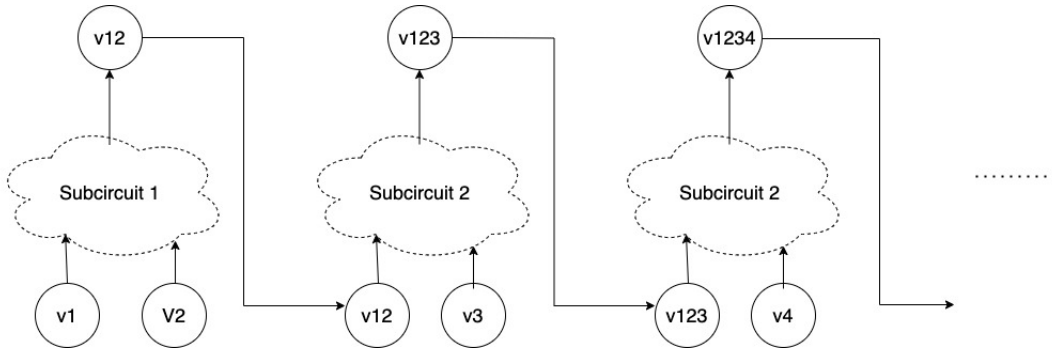 v12
v123
v1234
Subcircuit 1
Subcircuit 2
Subcircuit 2
.........
v1
V2
v12
v3
v123
v4